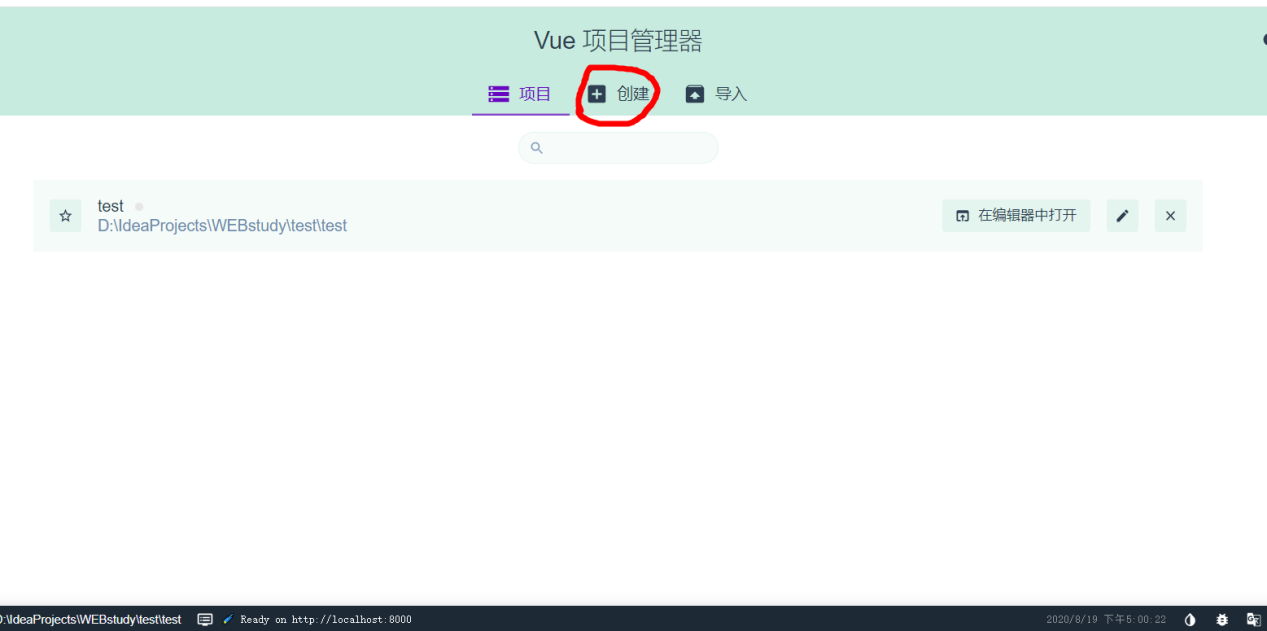 Vue 项目管理器
项目 创建 导入
test
D:\IdeaProjects\WEBstudy\test\test
在编辑器中打开
D:\IdeaProjects\WEBstudy\test\test Ready on http://localhost:8000 2020/8/19 下午5:00:22